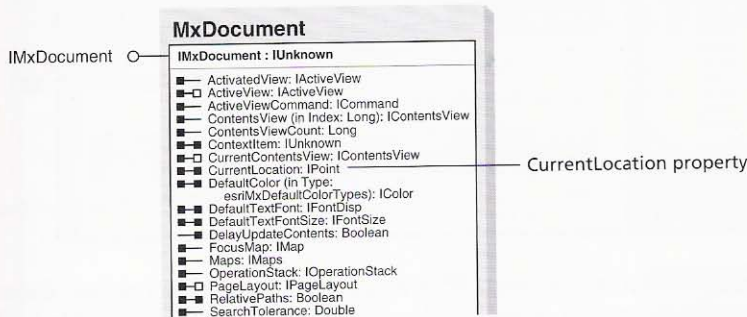 MxDocument
IMxDocument
IMxDocument : IUnknown
ActivatedView: IActiveView
ActiveView: IActiveView
ActiveViewCommand: ICommand
ContentsView (in Index: Long): IContentsView
ContentsViewCount: Long
ContextItem: IUnknown
CurrentContentsView: IContentsView
CurrentLocation: IPoint
CurrentLocation property
DefaultColor (in Type:
esriMxDefaultColorTypes): IColor
DefaultTextFont: IFontDisp
DefaultTextFontSize: IFontSize
DelayUpdateContents: Boolean
FocusMap: IMap
Maps: IMaps
OperationStack: IOperationStack
PageLayout: IPageLayout
RelativePaths: Boolean
SearchTolerance: Double